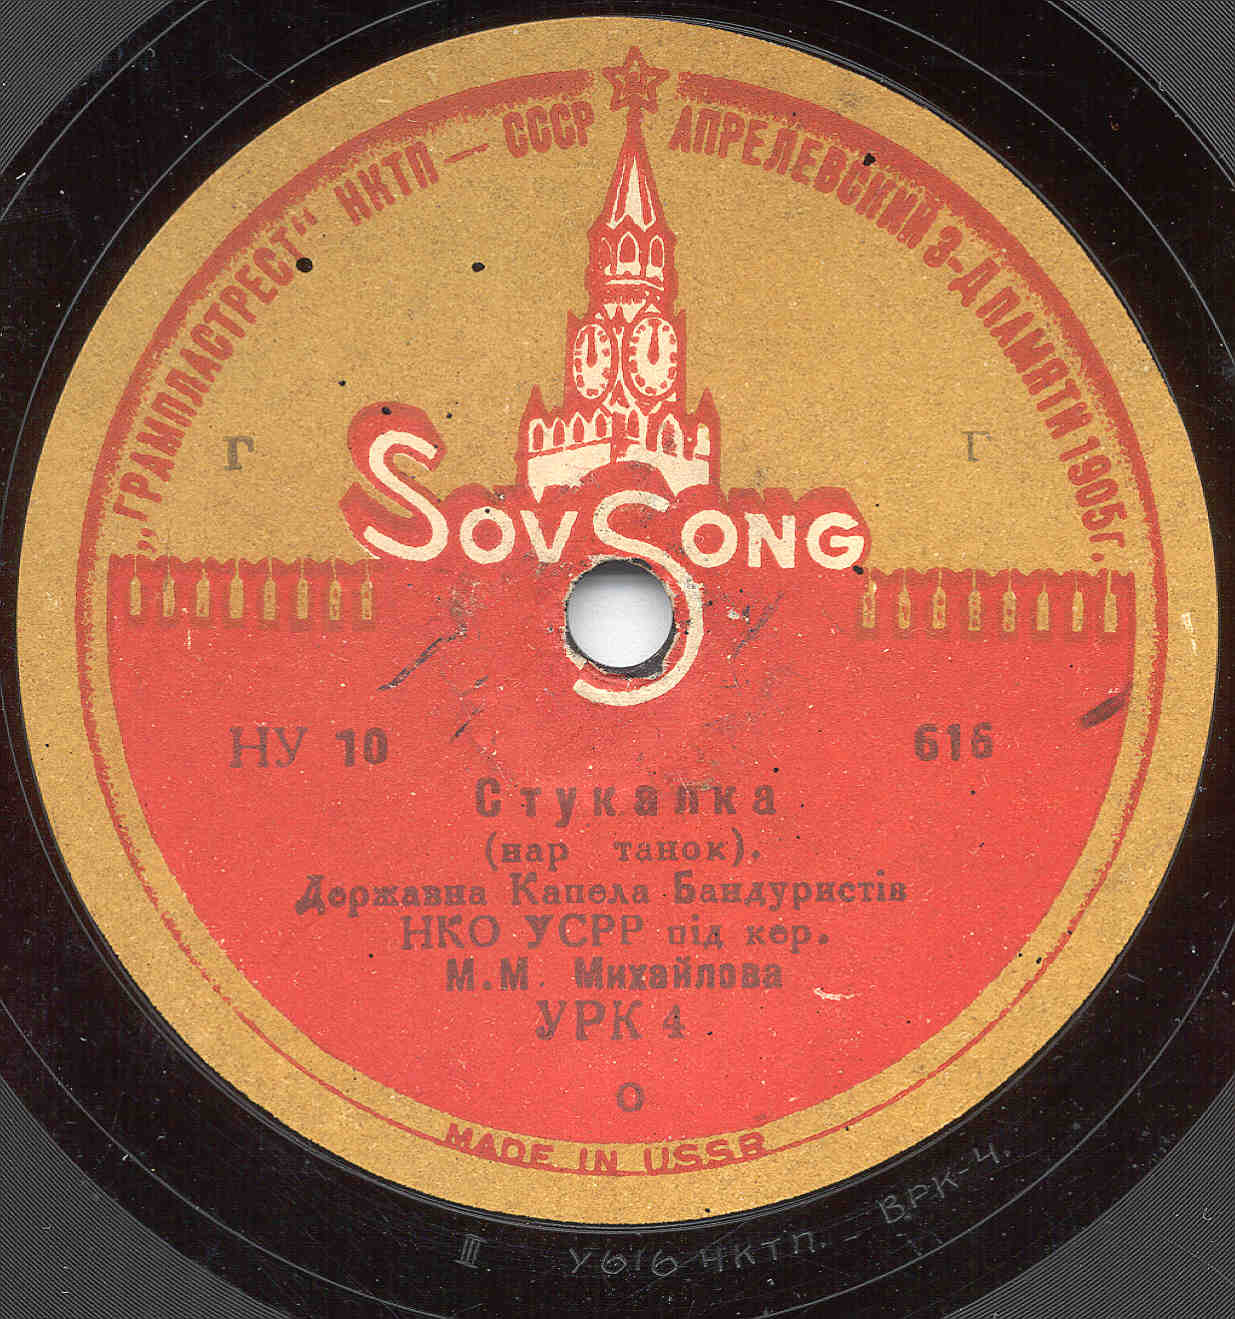 „ГРАМПЛАСТРЕСТ“ НКТП — СССР АПРЕЛЕВСКИЙ З-Д ПАМЯТИ 1905 г.
Г Г
SOVSONG
НУ 10 616
Стукалка
(нар танок).
Державна Капела Бандуристів
НКО УСРР під кер.
М.М. Михайлова
УРК 4
О
MADE IN USSR
III У616 НКТП. - ВРК-4.